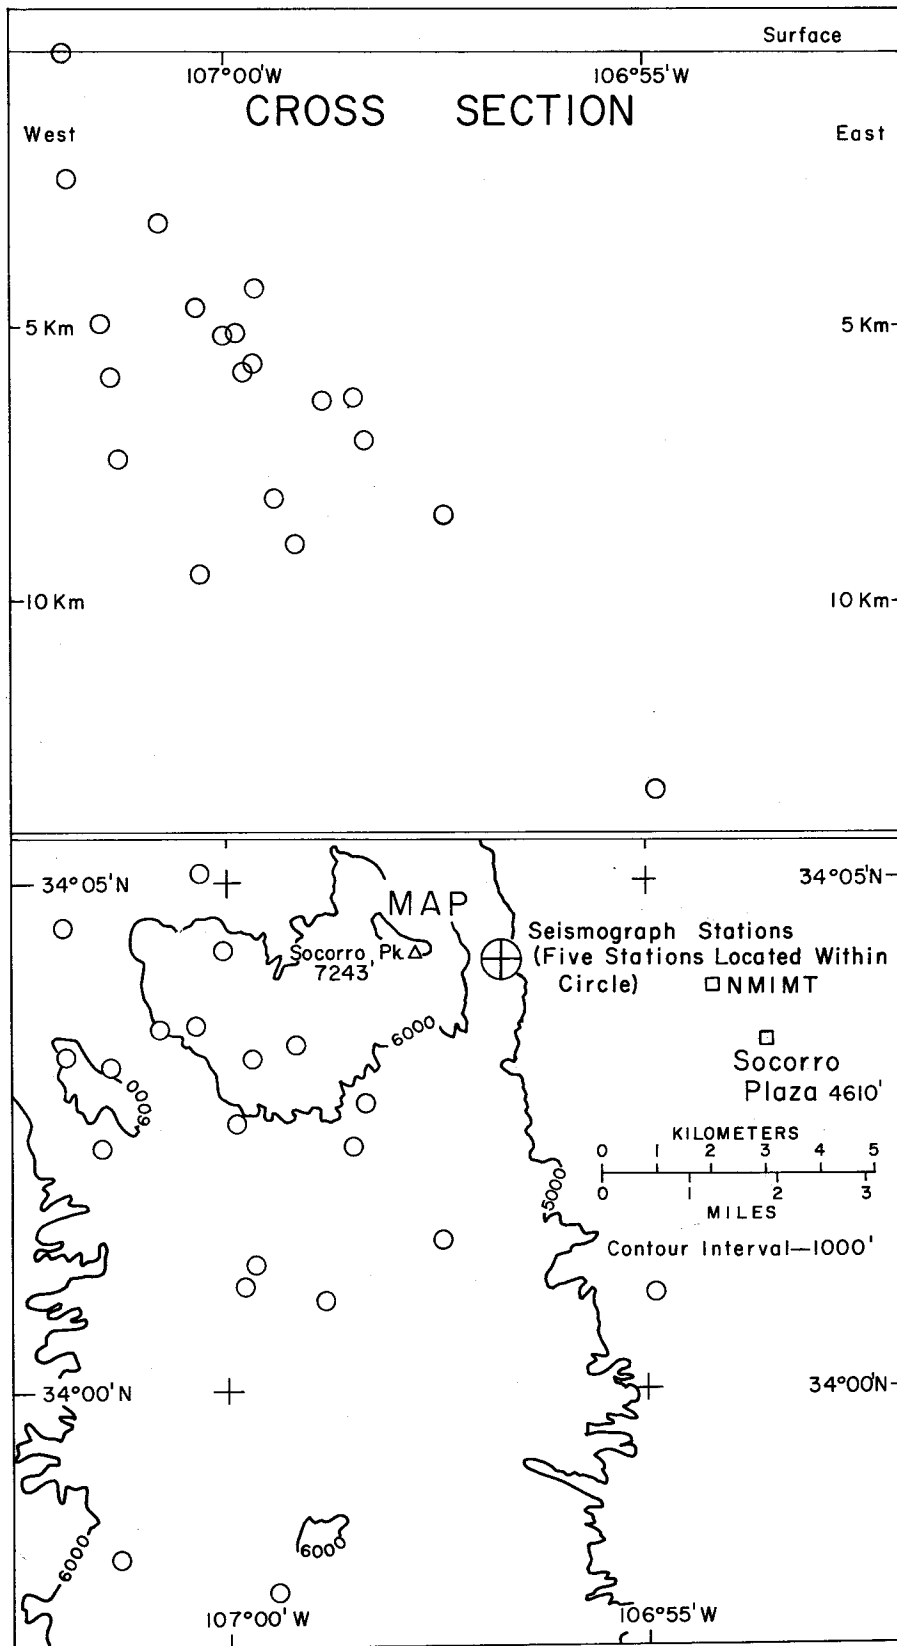 Surface
107°00'W 106°55'W
CROSS SECTION
West East
5 Km 5 Km
10 Km 10 Km
34°05'N 34°05'N
MAP
Seismograph Stations
(Five Stations Located Within
Circle)
Socorro Pk.
7243'
NMIMT
6000
Socorro
Plaza 4610'
6000
KILOMETERS
0 1 2 3 4 5
0 1 2 3
MILES
5000
Contour Interval—1000'
34°00'N 34°00'N
6000
6000
107°00'W 106°55'W